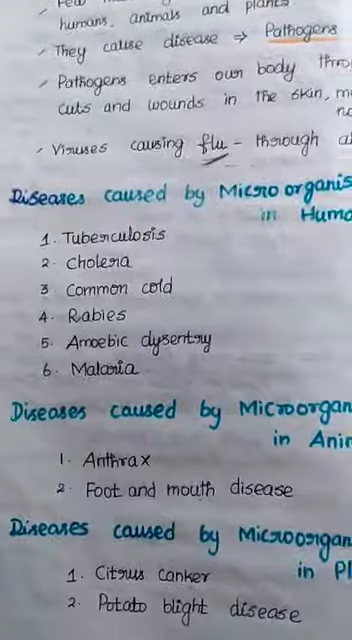 Few
humans, animals and plants
✓ They cause disease ⇒ Pathogens
✓ Pathogens enters our body thro
cuts and wounds in the skin, m
✓ Viruses causing flu - through a
Diseases caused by Microorganis
in Huma
1. Tuberculosis
2. Cholera
3 Common cold
4. Rabies
5. Amoebic dysentry
6. Malaria
Diseases caused by Microorgan
in Anim
1. Anthrax
2. Foot and mouth disease
Diseases caused by Microorgan
in Pl
1. Citrus canker
2. Potato blight disease